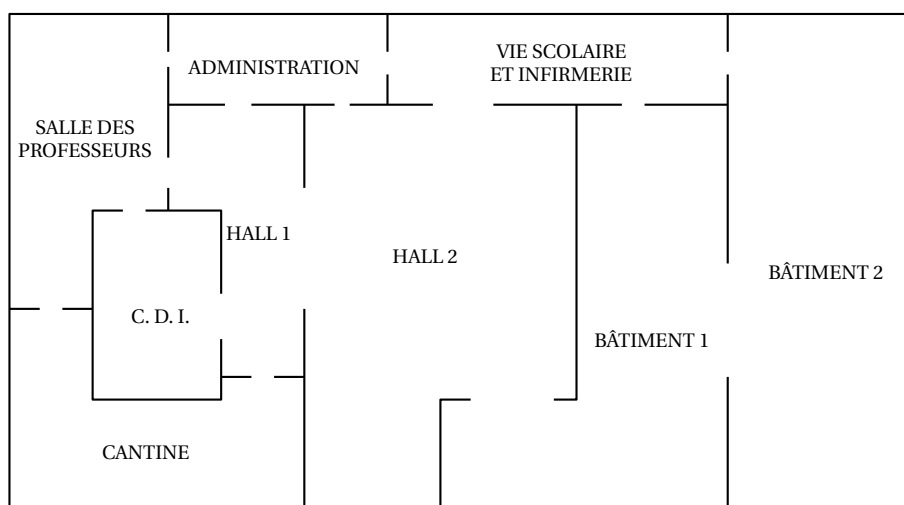 VIE SCOLAIRE
ET INFIRMERIE
ADMINISTRATION
SALLE DES
PROFESSEURS
HALL 1
HALL 2
BÂTIMENT 2
C. D. I.
BÂTIMENT 1
CANTINE